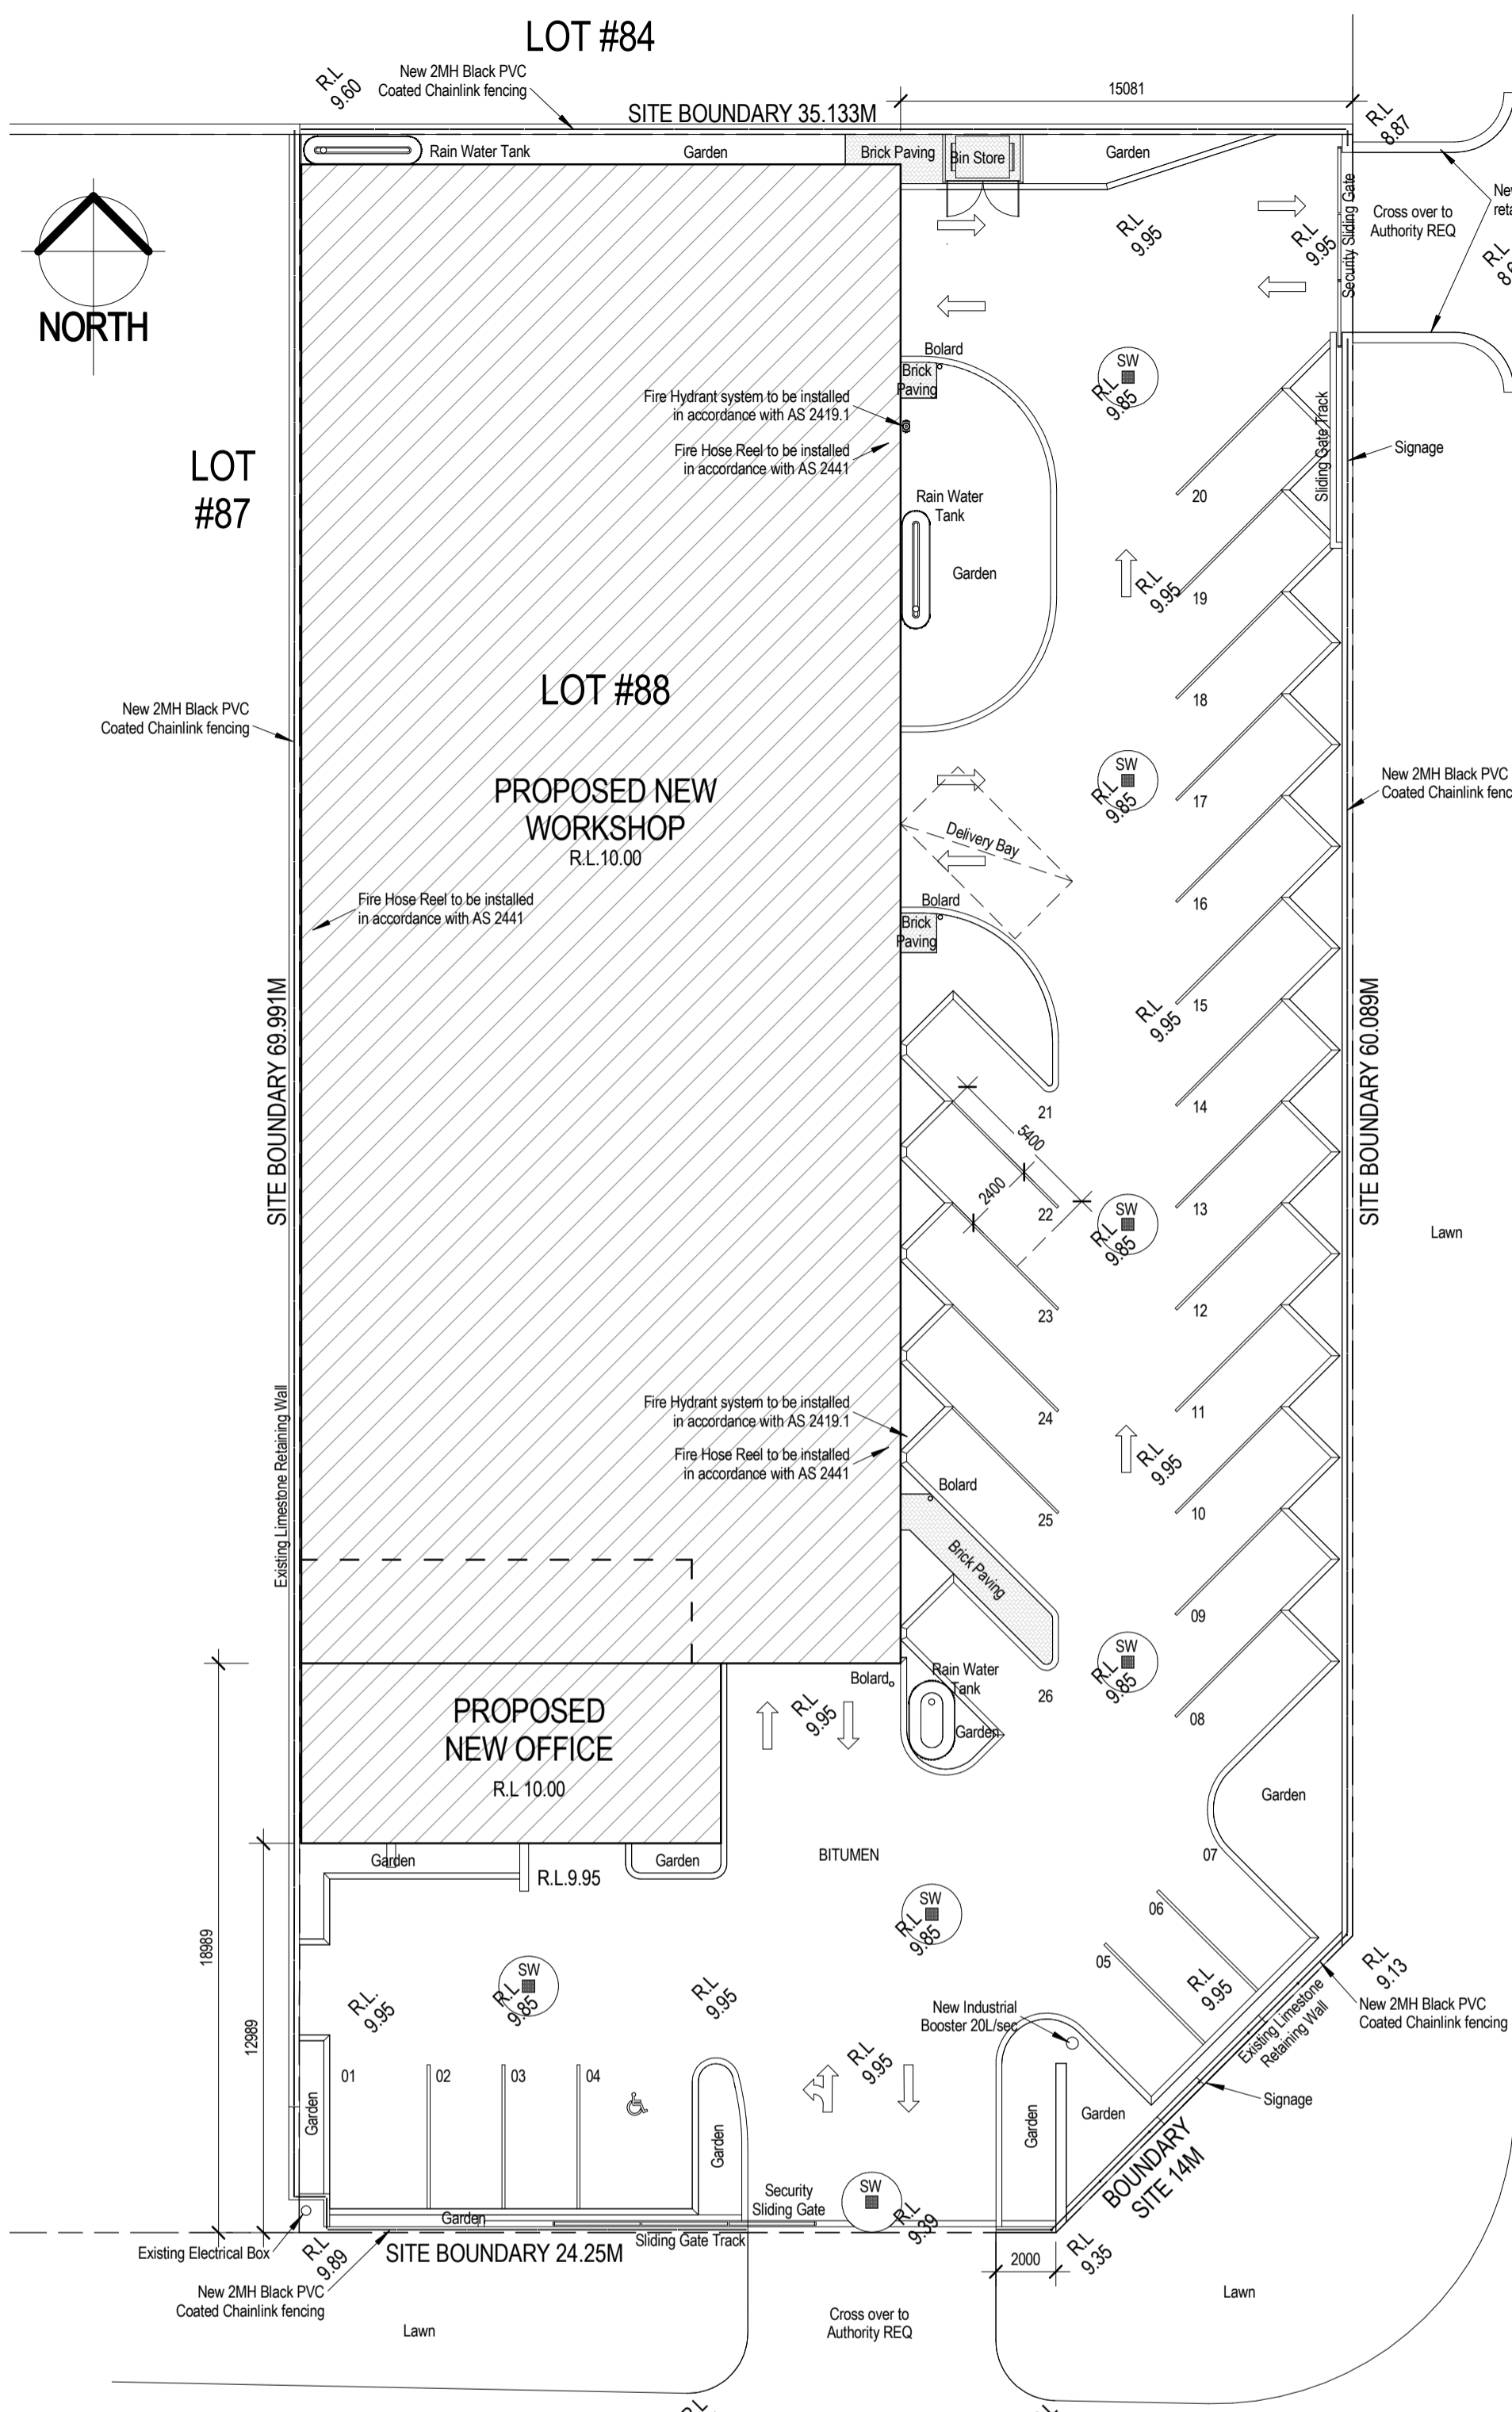 LOT #84
R.L
9.60
New 2MH Black PVC
Coated Chainlink fencing
SITE BOUNDARY 35.133M
15081
R.L
8.87
Rain Water Tank
Garden
Brick Paving
Bin Store
Garden
Security Sliding Gate
Cross over to
Authority REQ
R.L
9.95
R.L
9.95
R.L
NORTH
LOT
#87
Bolard
Brick
Paving
SW
R.L
9.85
Fire Hydrant system to be installed
in accordance with AS 2419.1
Fire Hose Reel to be installed
in accordance with AS 2441
Sliding Gate Track
Signage
20
Rain Water
Tank
Garden
R.L
9.95
19
LOT #88
18
New 2MH Black PVC
Coated Chainlink fencing
PROPOSED NEW
WORKSHOP
R.L.10.00
SW
R.L
9.85
17
New 2MH Black PVC
Delivery Bay
Fire Hose Reel to be installed
in accordance with AS 2441
Bolard
Brick
Paving
16
SITE BOUNDARY 69.991M
R.L
9.95
15
SITE BOUNDARY 60.089M
14
21
5400
2400
22
SW
R.L
9.85
13
Lawn
23
12
Existing Limestone Retaining Wall
Fire Hydrant system to be installed
in accordance with AS 2419.1
Fire Hose Reel to be installed
in accordance with AS 2441
24
11
R.L
9.95
Bolard
25
10
Brick Paving
09
SW
R.L
9.85
Bolard
Rain Water
Tank
Garden
26
08
PROPOSED
NEW OFFICE
R.L 10.00
R.L
9.95
Garden
Garden
Garden
R.L.9.95
BITUMEN
07
06
05
18989
12989
SW
R.L
9.85
SW
R.L
9.85
R.L.
9.95
R.L
9.95
R.L
9.95
R.L
9.13
New 2MH Black PVC
Coated Chainlink fencing
Existing Limestone
Retaining Wall
New Industrial
Booster 20L/sec
R.L
9.95
01
02
03
04
Garden
Garden
Garden
Garden
Signage
BOUNDARY
SITE 14M
Security
Sliding Gate
SW
R.L
9.39
Garden
Sliding Gate Track
Existing Electrical Box
R.L
9.89
SITE BOUNDARY 24.25M
New 2MH Black PVC
Coated Chainlink fencing
2000
R.L
9.35
Lawn
Cross over to
Authority REQ
Lawn